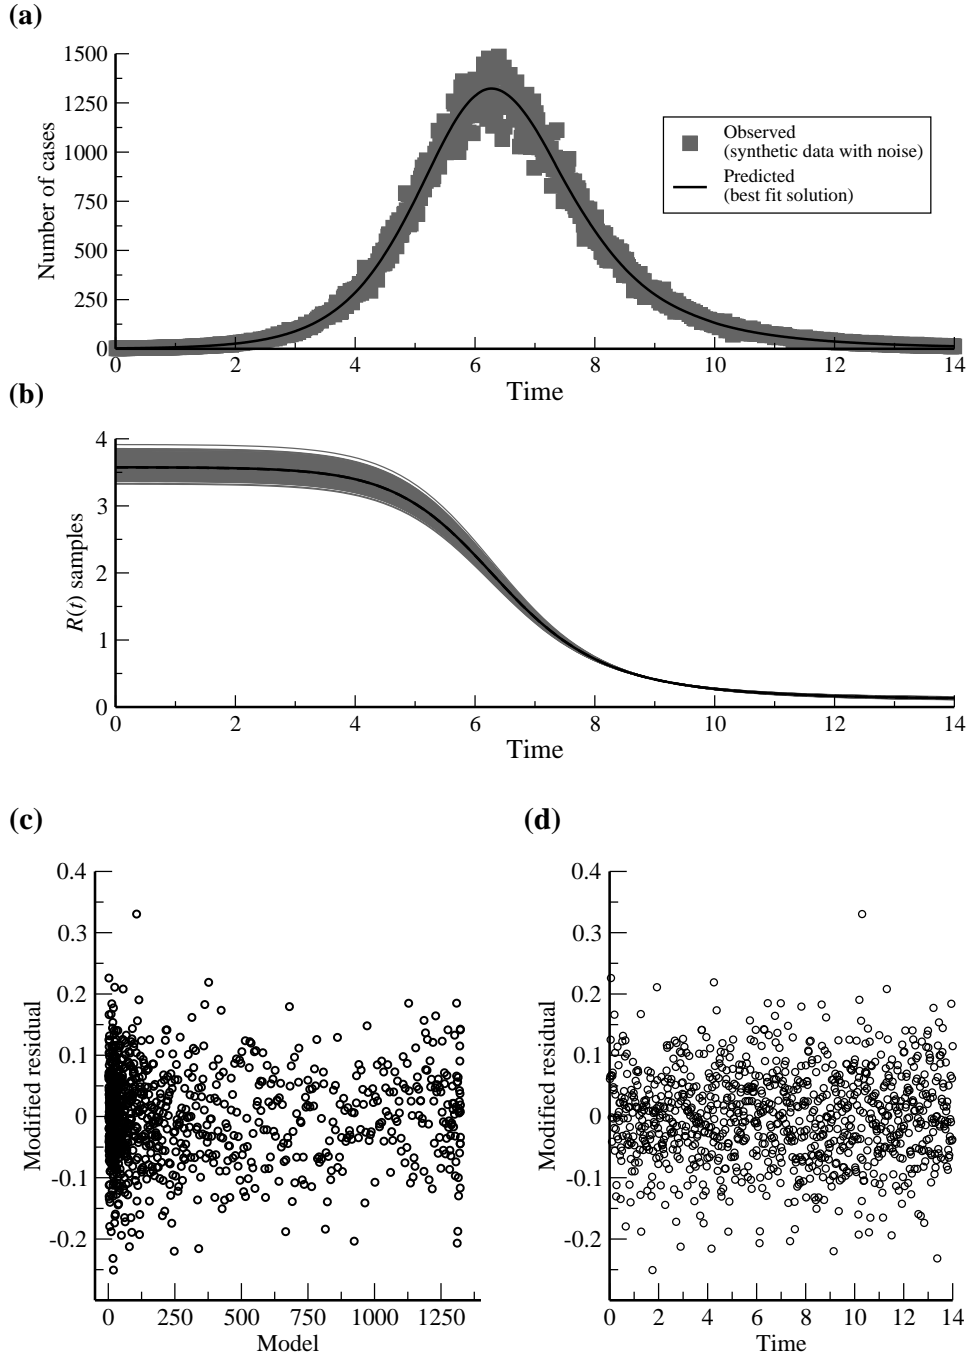 (a)
1500
1250
1000
750
500
250
0
Number of cases
Observed
(synthetic data with noise)
Predicted
(best fit solution)
0 2 4 6 8 10 12 14
Time
(b)
4
3
2
1
0
R(t) samples
0 2 4 6 8 10 12 14
Time
(c)
0.4
0.3
0.2
0.1
0
-0.1
-0.2
Modified residual
0 250 500 750 1000 1250
Model
(d)
0.4
0.3
0.2
0.1
0
-0.1
-0.2
Modified residual
0 2 4 6 8 10 12 14
Time